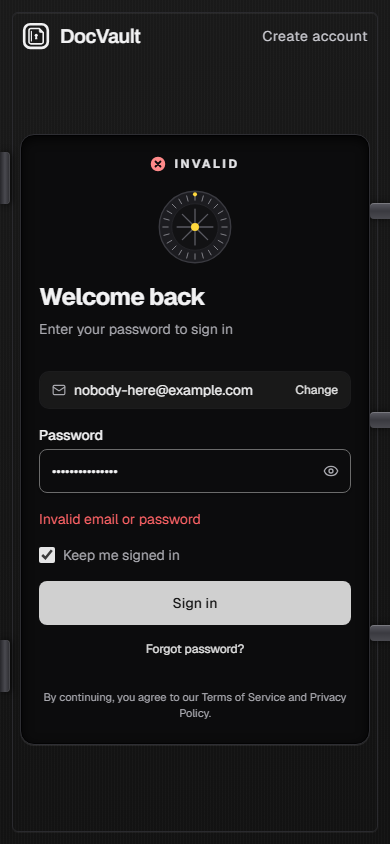 DocVault
Create account
INVALID
Welcome back
Enter your password to sign in
nobody-here@example.com
Change
Password
•••••••••••••••
Invalid email or password
Keep me signed in
Sign in
Forgot password?
By continuing, you agree to our Terms of Service and Privacy
Policy.